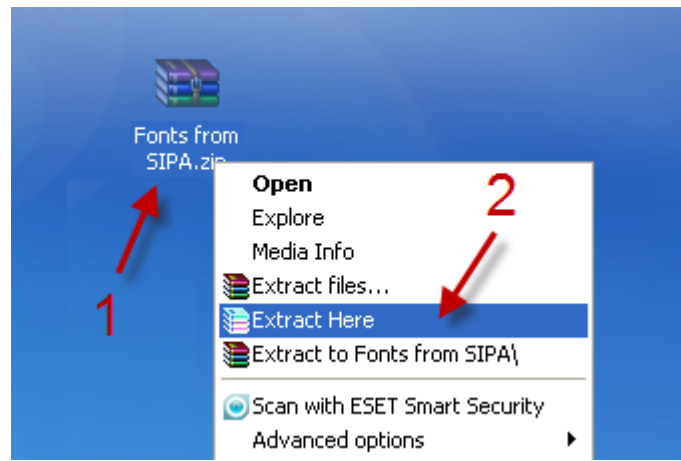 Fonts from
SIPA.zip
1
2
Open
Explore
Media Info
Extract files...
Extract Here
Extract to Fonts from SIPA\
Scan with ESET Smart Security
Advanced options